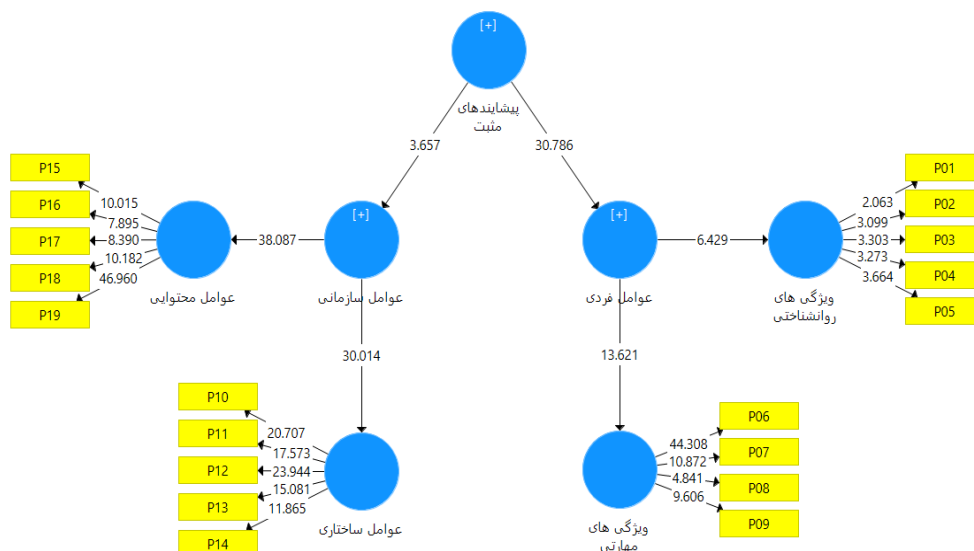 [+]
پیشایندهای
مثبت
3.657
30.786
P15
P16
P17
P18
P19
10.015
7.895
8.390
10.182
46.960
عوامل محتوایی
38.087
[+]
عوامل سازمانی
[+]
عوامل فردی
6.429
ویژگی های
روانشناختی
2.063
3.099
3.303
3.273
3.664
P01
P02
P03
P04
P05
30.014
13.621
P10
P11
P12
P13
P14
20.707
17.573
23.944
15.081
11.865
عوامل ساختاری
ویژگی های
مهارتی
44.308
10.872
4.841
9.606
P06
P07
P08
P09